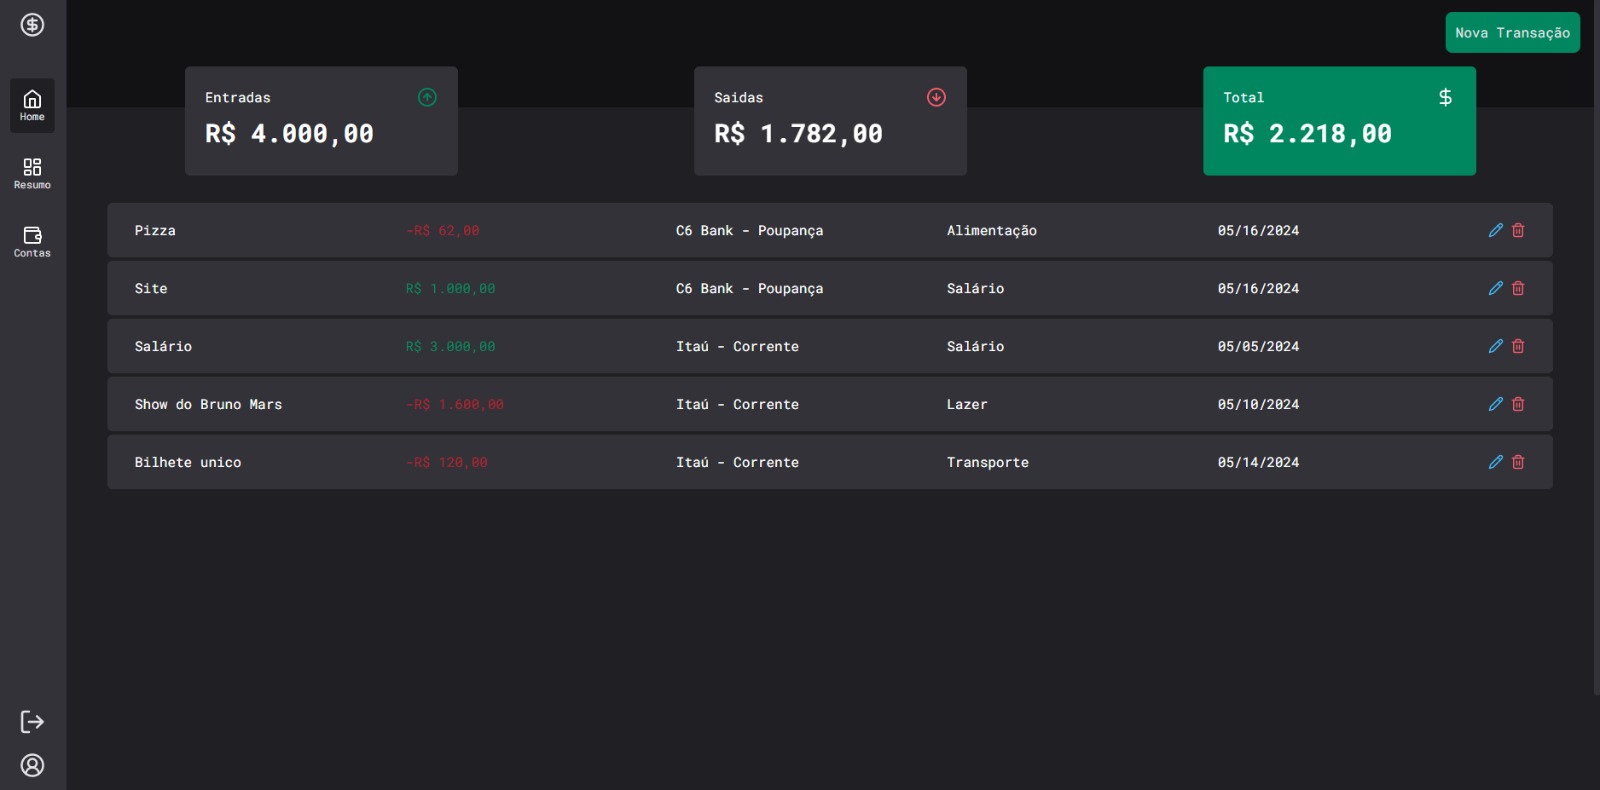 Nova Transação
Home
Resumo
Contas
Entradas
R$ 4.000,00
Saidas
R$ 1.782,00
Total
R$ 2.218,00
Pizza -R$ 62,00 C6 Bank - Poupança Alimentação 05/16/2024
Site R$ 1.000,00 C6 Bank - Poupança Salário 05/16/2024
Salário R$ 3.000,00 Itaú - Corrente Salário 05/05/2024
Show do Bruno Mars -R$ 1.600,00 Itaú - Corrente Lazer 05/10/2024
Bilhete unico -R$ 120,00 Itaú - Corrente Transporte 05/14/2024